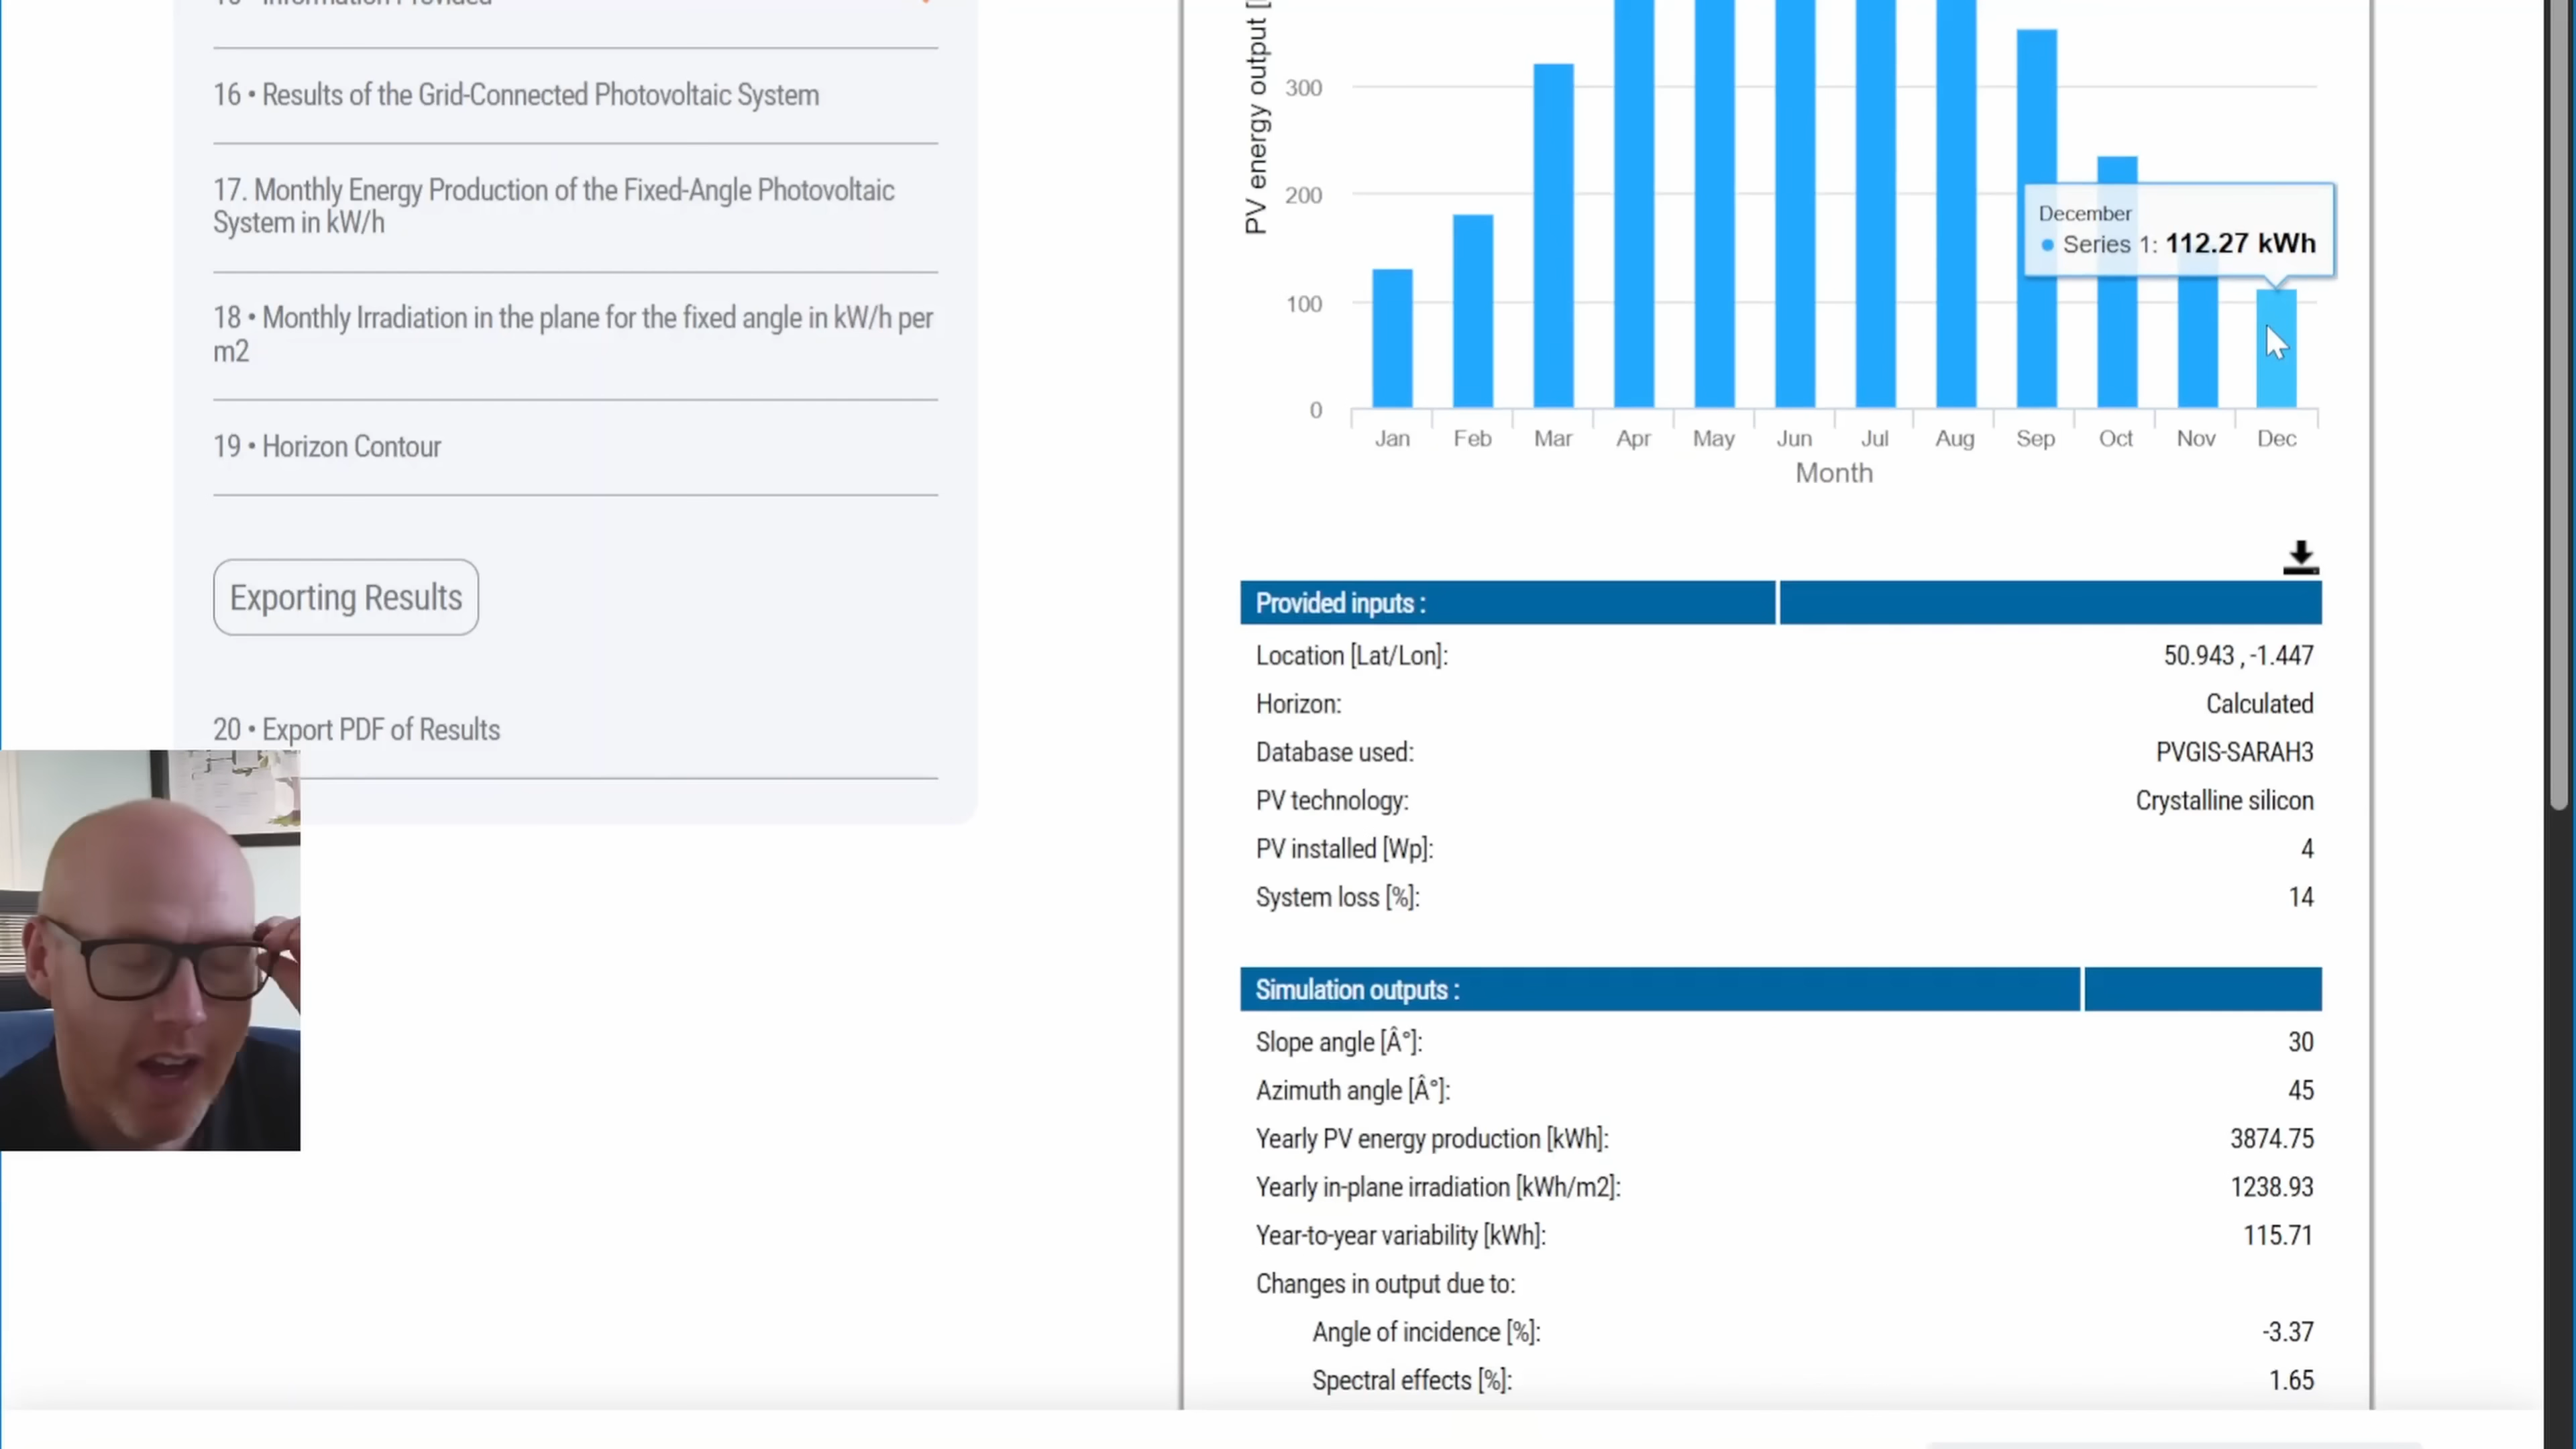 16 • Results of the Grid-Connected Photovoltaic System
17. Monthly Energy Production of the Fixed-Angle Photovoltaic
System in kW/h
18 • Monthly Irradiation in the plane for the fixed angle in kW/h per
m2
19 • Horizon Contour
Exporting Results
20 • Export PDF of Results
PV energy output [
300
200
100
0
December
• Series 1: 112.27 kWh
Jan Feb Mar Apr May Jun Jul Aug Sep Oct Nov Dec
Month
Provided inputs :
Location [Lat/Lon]: 50.943 , -1.447
Horizon: Calculated
Database used: PVGIS-SARAH3
PV technology: Crystalline silicon
PV installed [Wp]: 4
System loss [%]: 14
Simulation outputs :
Slope angle [Â°]: 30
Azimuth angle [Â°]: 45
Yearly PV energy production [kWh]: 3874.75
Yearly in-plane irradiation [kWh/m2]: 1238.93
Year-to-year variability [kWh]: 115.71
Changes in output due to:
Angle of incidence [%]: -3.37
Spectral effects [%]: 1.65